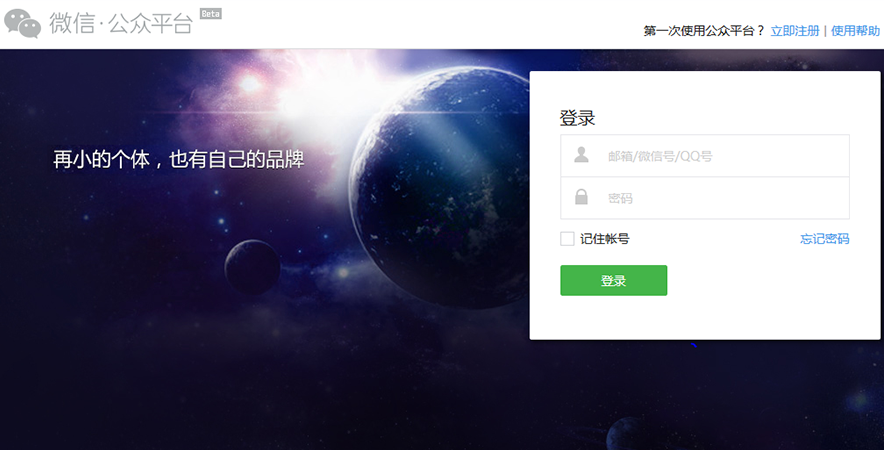 微信·公众平台 Beta
第一次使用公众平台？ 立即注册 | 使用帮助
再小的个体，也有自己的品牌
登录
邮箱/微信号/QQ号
密码
记住帐号 忘记密码
登录